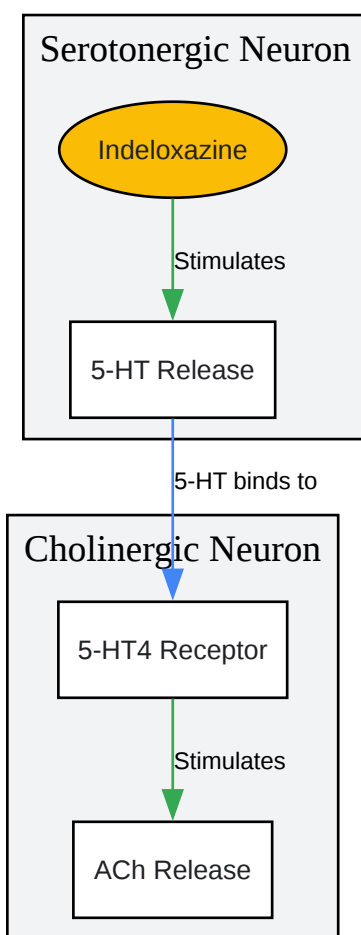 Serotonergic Neuron
Indeloxazine
Stimulates
5-HT Release
5-HT binds to
Cholinergic Neuron
5-HT4 Receptor
Stimulates
ACh Release